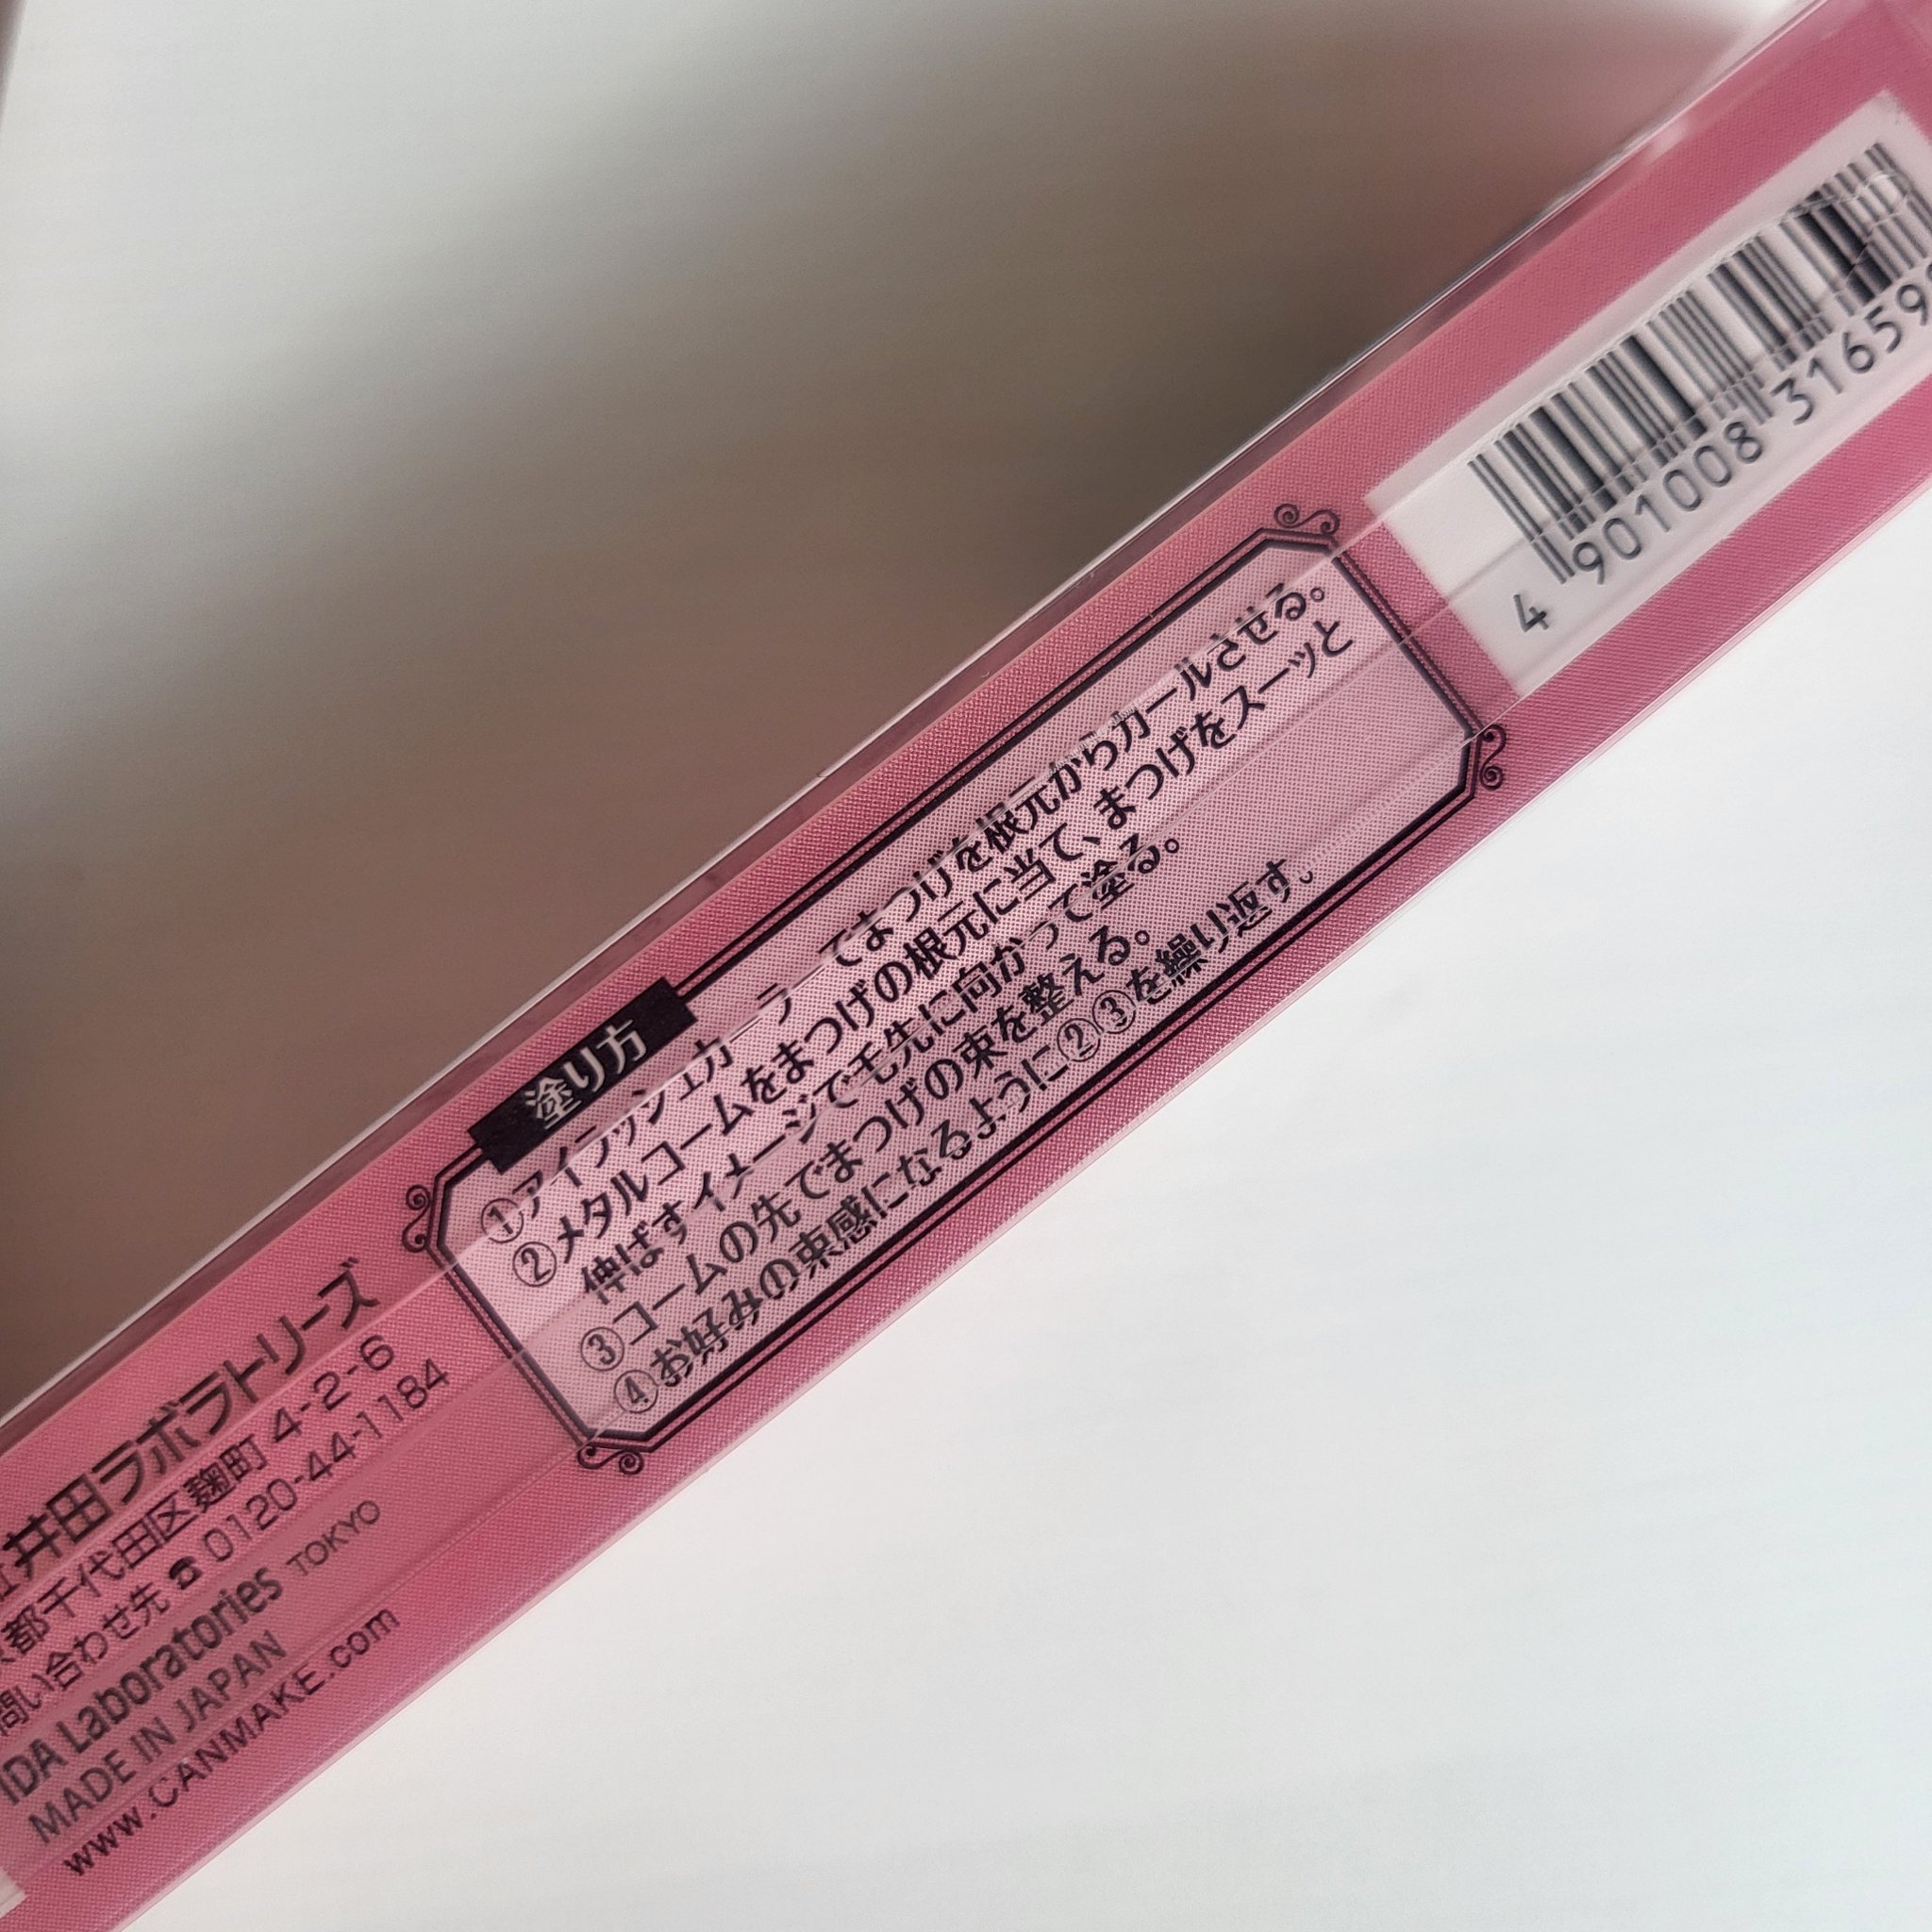 塗り方
①アイラッシュカーラーでまつげを根元からカールさせる。
②メタルコームをまつげの根元に当て、まつげをスーッと
伸ばすイメージで毛先に向かって塗る。
③コームの先でまつげの束を整える。
④お好みの束感になるように②③を繰り返す。
4 901008 31659
井田ラボラトリーズ
都千代田区麹町 4-2-6
問い合わせ先 ☎ 0120-44-1184
IDA Laboratories TOKYO
MADE IN JAPAN
www.CANMAKE.com